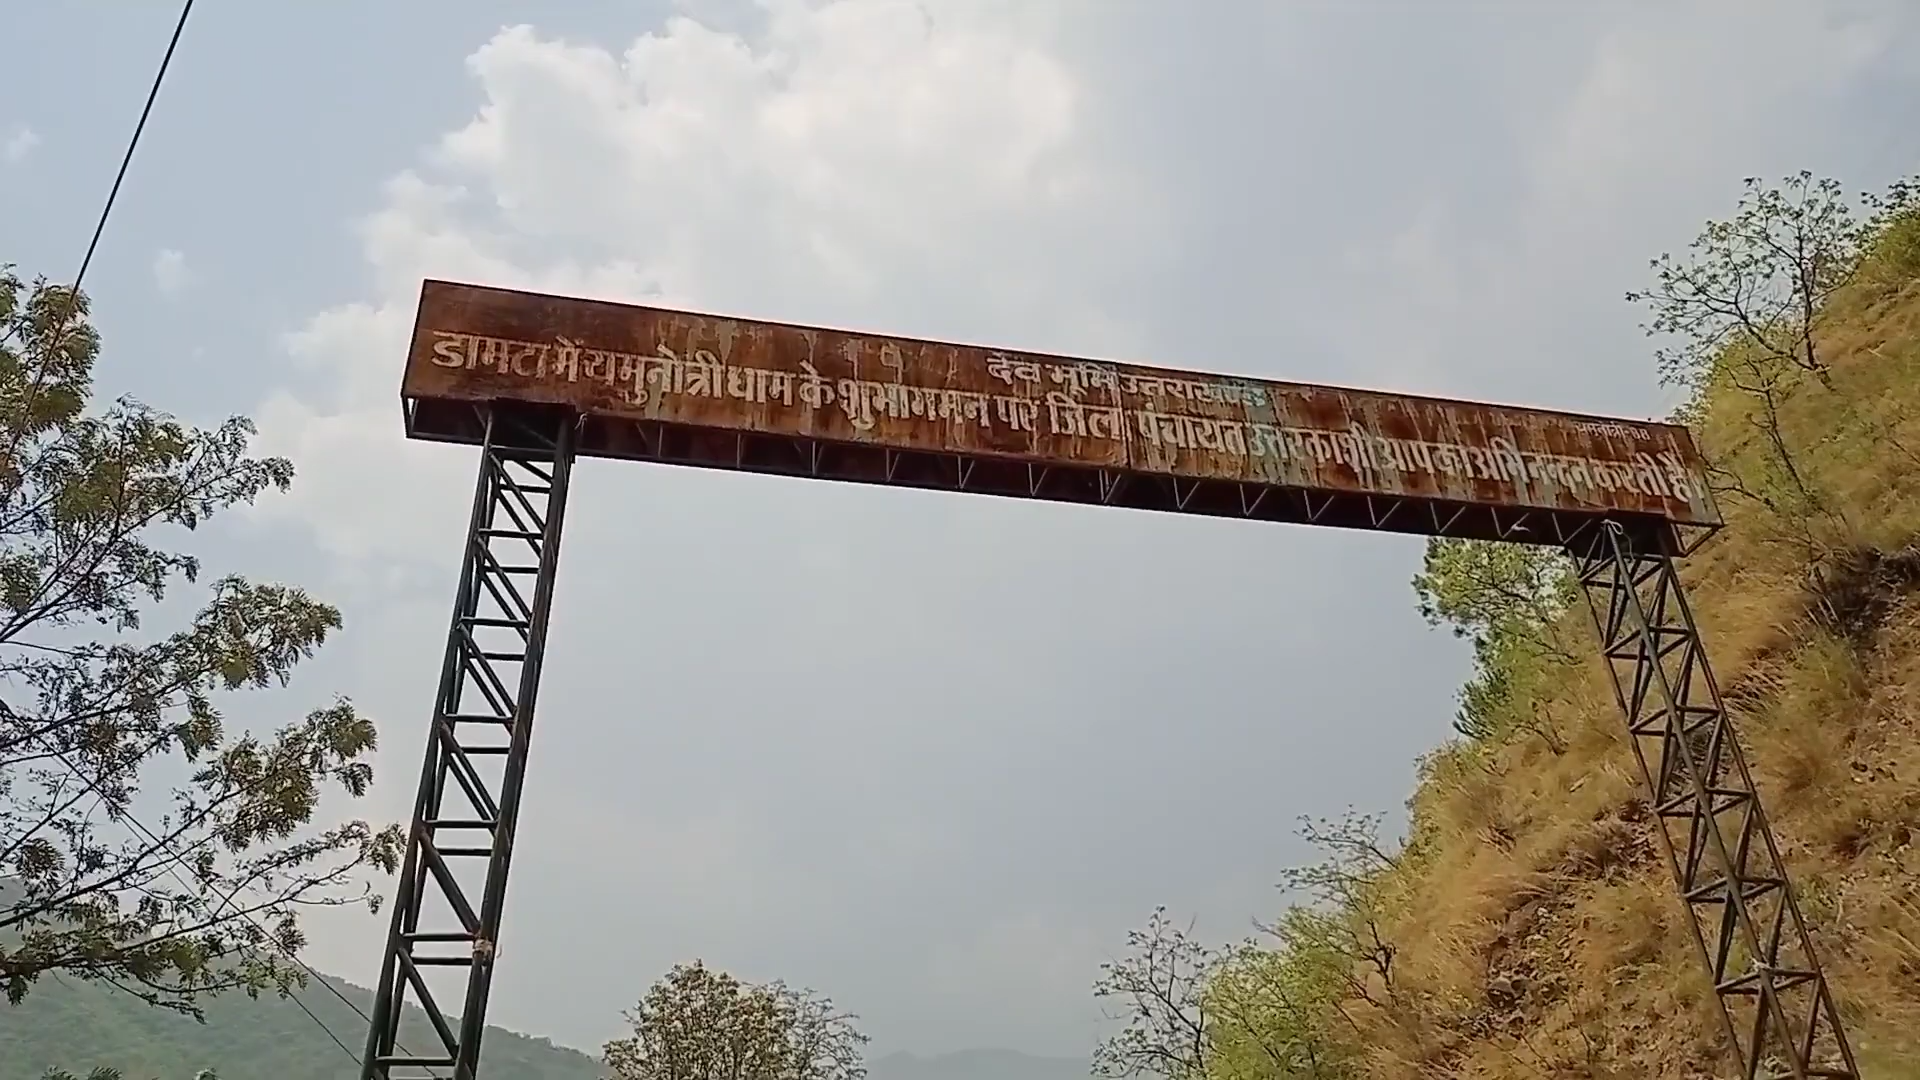 देव भूमि उत्तराखण्ड
डामटा में यमुनोत्री धाम के शुभागमन पर जिला पंचायत उत्तरकाशी आपका अभिनन्दन करती है